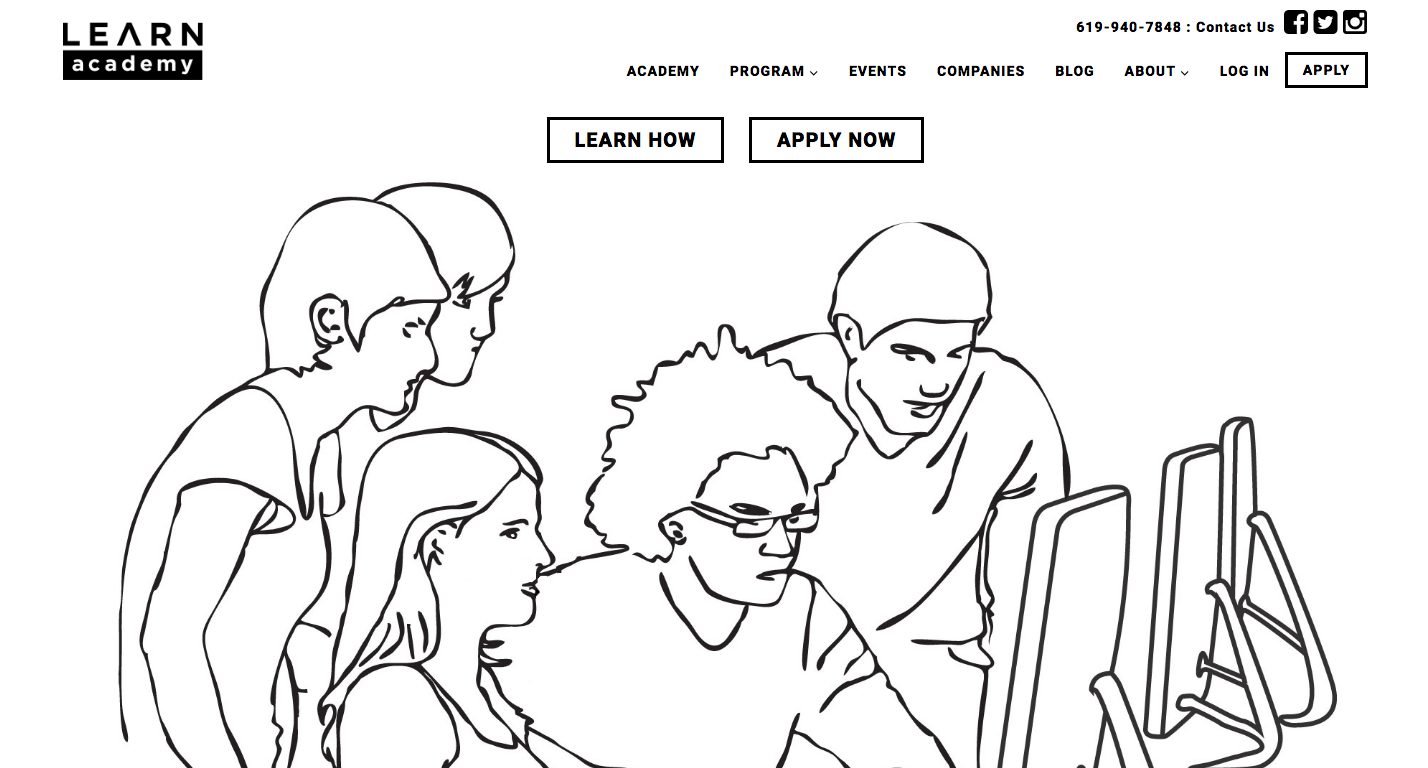 LEARN
academy
619-940-7848 : Contact Us
ACADEMY PROGRAM EVENTS COMPANIES BLOG ABOUT LOG IN APPLY
LEARN HOW APPLY NOW